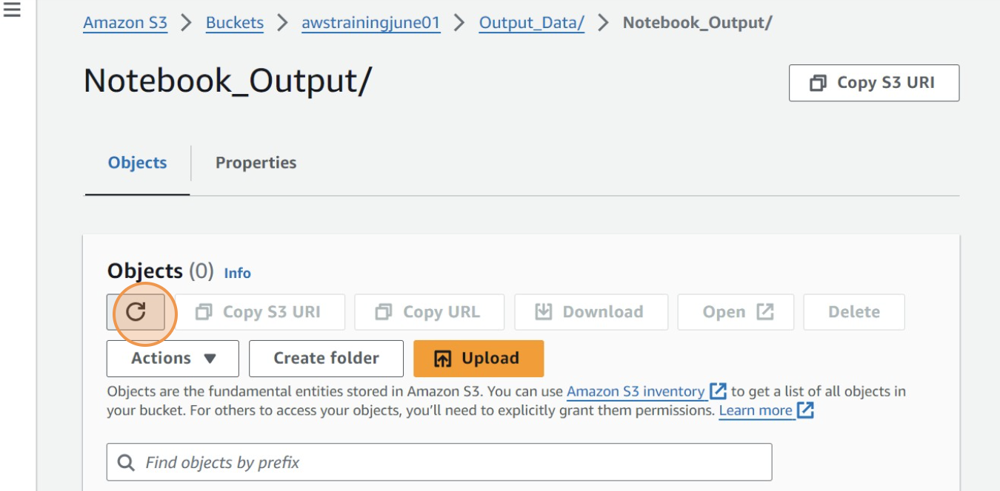 Amazon S3 > Buckets > awstrainingjune01 > Output_Data/ > Notebook_Output/
Notebook_Output/
Copy S3 URI
Objects
Properties
Objects (0) Info
Copy S3 URI
Copy URL
Download
Open
Delete
Actions
Create folder
Upload
Objects are the fundamental entities stored in Amazon S3. You can use Amazon S3 inventory to get a list of all objects in
your bucket. For others to access your objects, you’ll need to explicitly grant them permissions. Learn more
Find objects by prefix